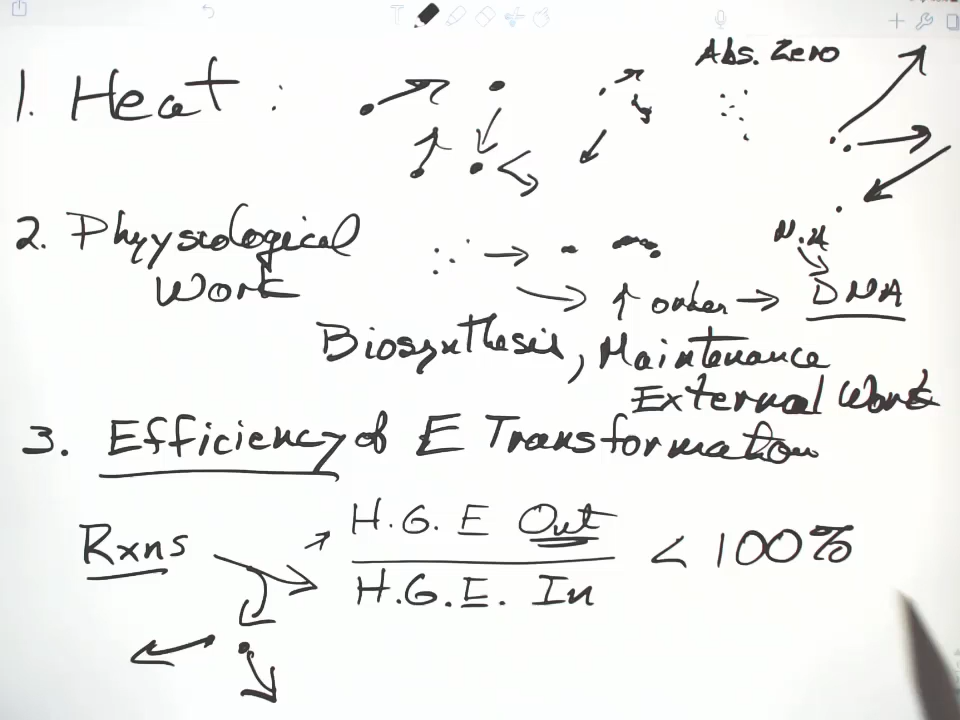 Abs. Zero
1. Heat :
2. Physiological
Work
N.A
↑ order → DNA
Biosynthesis, Maintenance
External Work
3. Efficiency of E Transformation
Rxns
H.G.E Out
H.G.E. In
< 100%